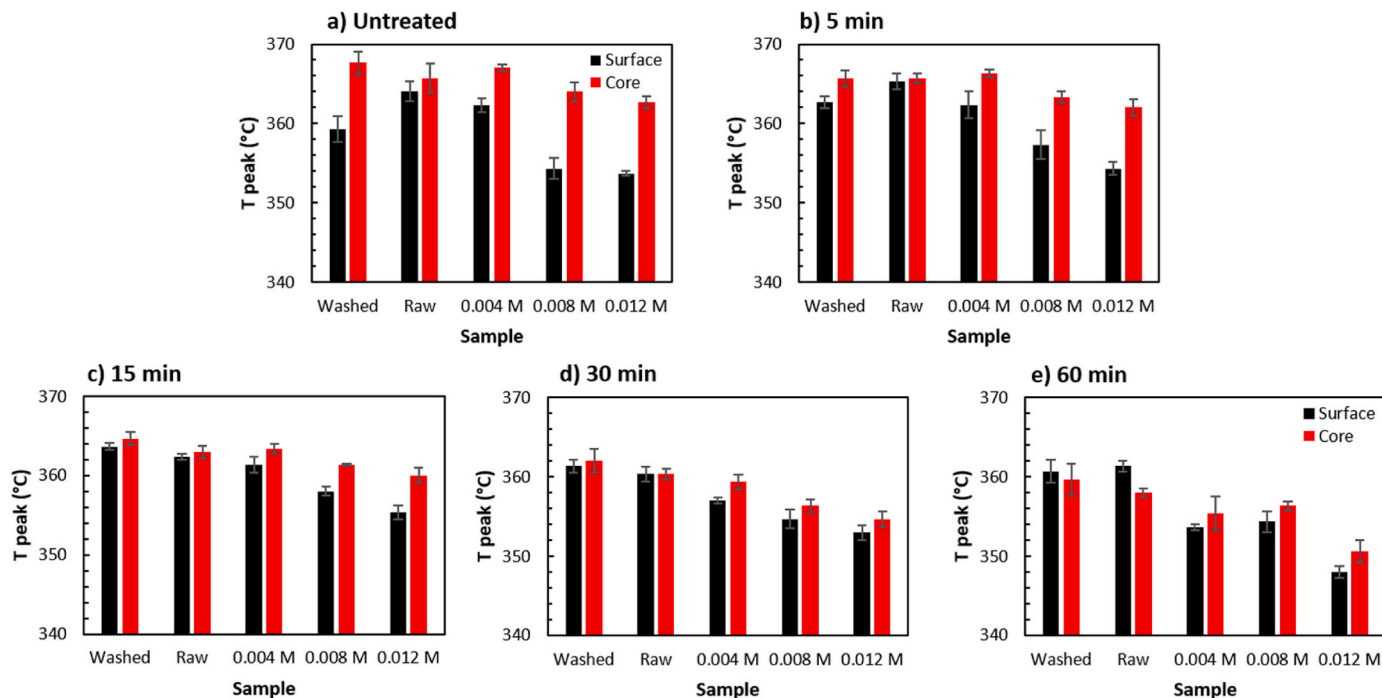 a) Untreated
370
360
350
340
T peak (°C)
Surface
Core
Washed Raw 0.004 M 0.008 M 0.012 M
Sample
b) 5 min
370
360
350
340
T peak (°C)
Washed Raw 0.004 M 0.008 M 0.012 M
Sample
c) 15 min
370
360
350
340
T peak (°C)
Washed Raw 0.004 M 0.008 M 0.012 M
Sample
d) 30 min
370
360
350
340
T peak (°C)
Washed Raw 0.004 M 0.008 M 0.012 M
Sample
e) 60 min
370
360
350
340
T peak (°C)
Surface
Core
Washed Raw 0.004 M 0.008 M 0.012 M
Sample